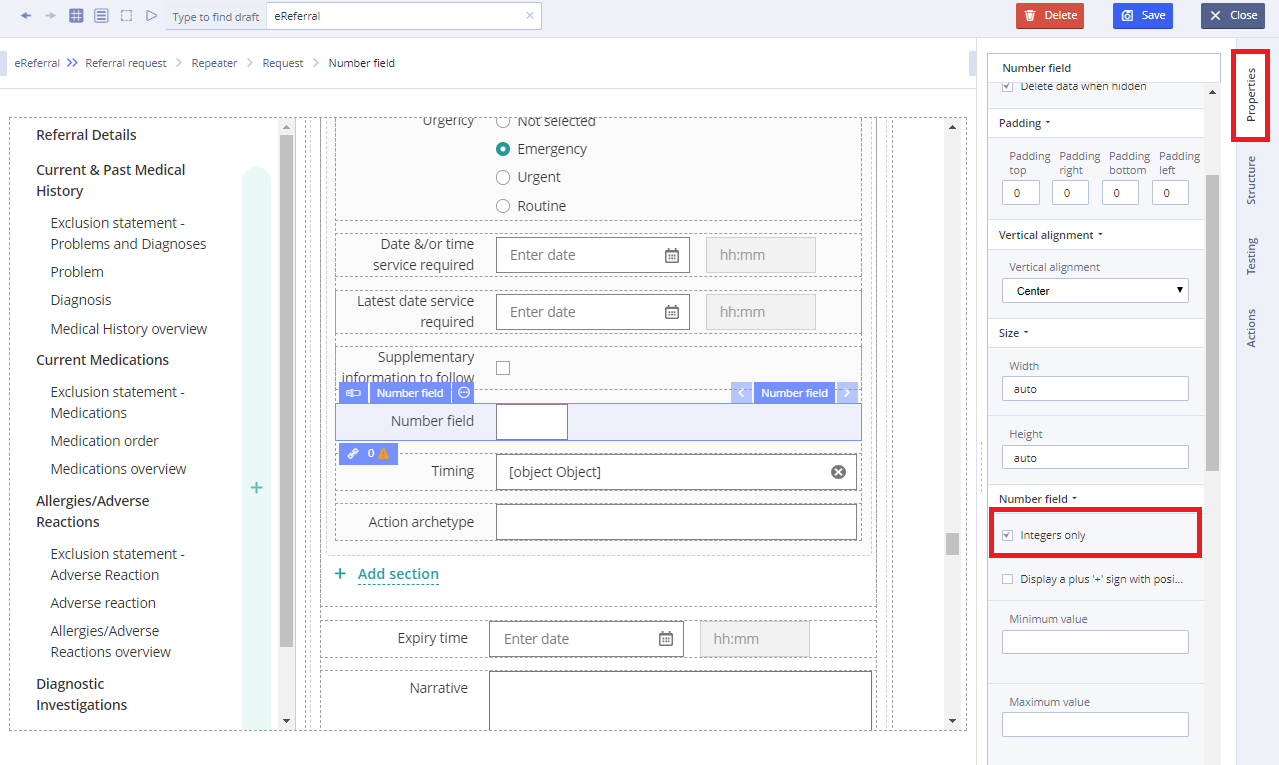 Type to find draft
eReferral
Delete
Save
Close
eReferral
Referral request
Repeater
Request
Number field
Referral Details
Current & Past Medical
History
Exclusion statement -
Problems and Diagnoses
Problem
Diagnosis
Medical History overview
Current Medications
Exclusion statement -
Medications
Medication order
Medications overview
Allergies/Adverse
Reactions
Exclusion statement -
Adverse Reaction
Adverse reaction
Allergies/Adverse
Reactions overview
Diagnostic
Investigations
+
Urgency
Not selected
Emergency
Urgent
Routine
Date &/or time
service required
Enter date
hh:mm
Latest date service
required
Enter date
hh:mm
Supplementary
information to follow
Number field
Number field
Number field
0
Timing
[object Object]
Action archetype
+ Add section
Expiry time
Enter date
hh:mm
Narrative
Number field
Delete data when hidden
Padding
Padding
top
Padding
right
Padding
bottom
Padding
left
0
0
0
0
Vertical alignment
Vertical alignment
Center
Size
Width
auto
Height
auto
Number field
Integers only
Display a plus '+' sign with posi...
Minimum value
Maximum value
Properties
Structure
Testing
Actions